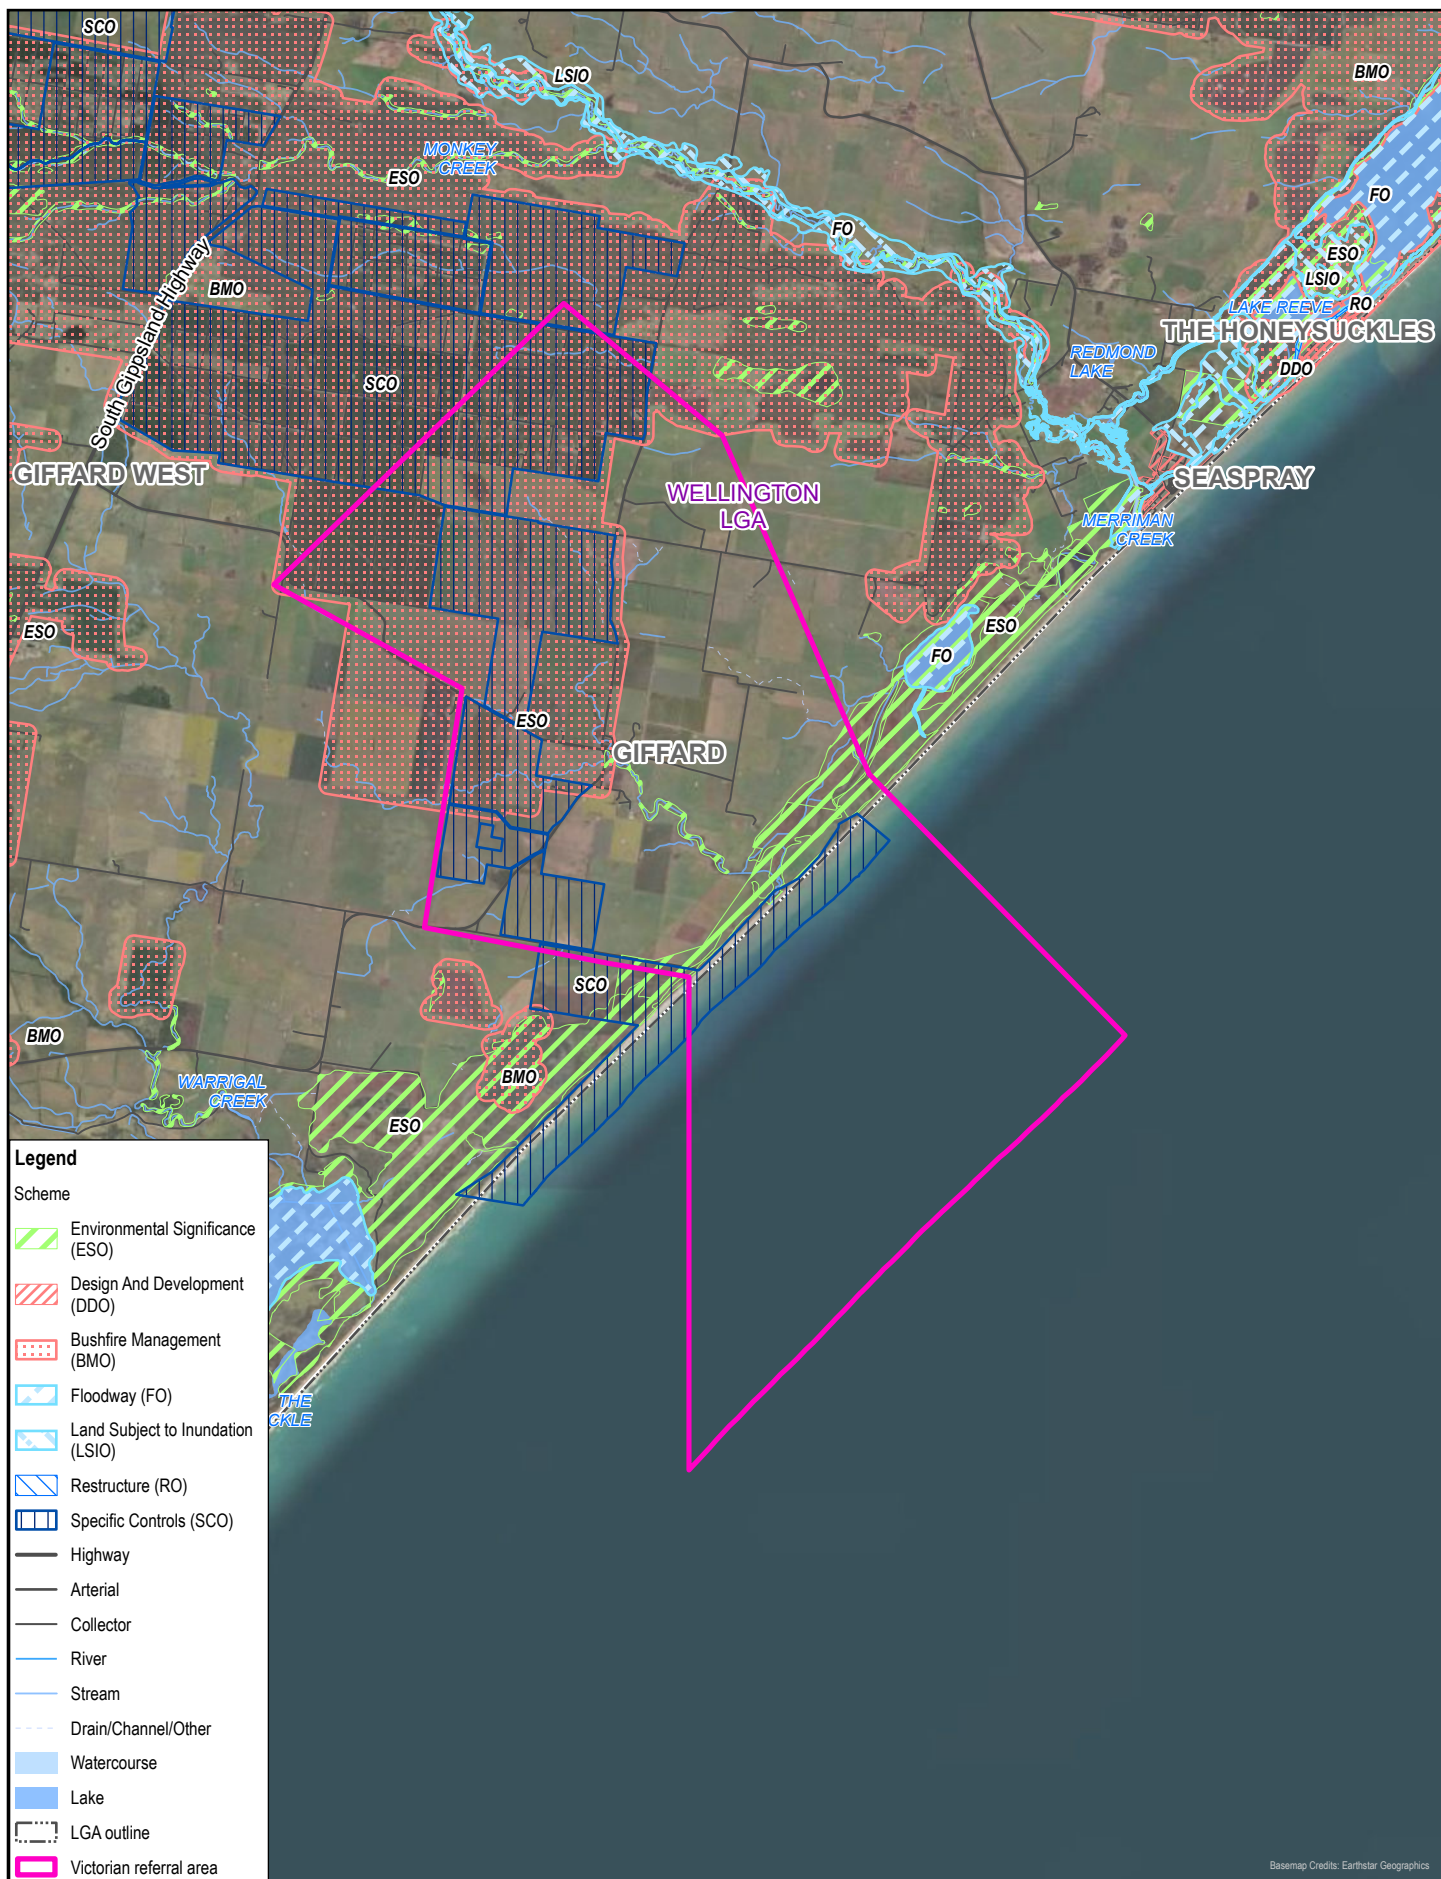 SCO
LSIO
BMO
MONKEY
CREEK
ESO
FO
FO
ESO
LSIO
RO
LAKE REEVE
THE HONEYSUCKLES
South Gippsland Highway
BMO
REDMOND
LAKE
DDO
SCO
GIFFARD WEST
WELLINGTON
LGA
SEASPRAY
MERRIMAN
CREEK
ESO
ESO
FO
ESO
GIFFARD
SCO
BMO
BMO
WARRIGAL
CREEK
ESO
THE
CKLE
Legend
Scheme
Environmental Significance
(ESO)
Design And Development
(DDO)
Bushfire Management
(BMO)
Floodway (FO)
Land Subject to Inundation
(LSIO)
Restructure (RO)
Specific Controls (SCO)
Highway
Arterial
Collector
River
Stream
Drain/Channel/Other
Watercourse
Lake
LGA outline
Victorian referral area
Basemap Credits: Earthstar Geographics